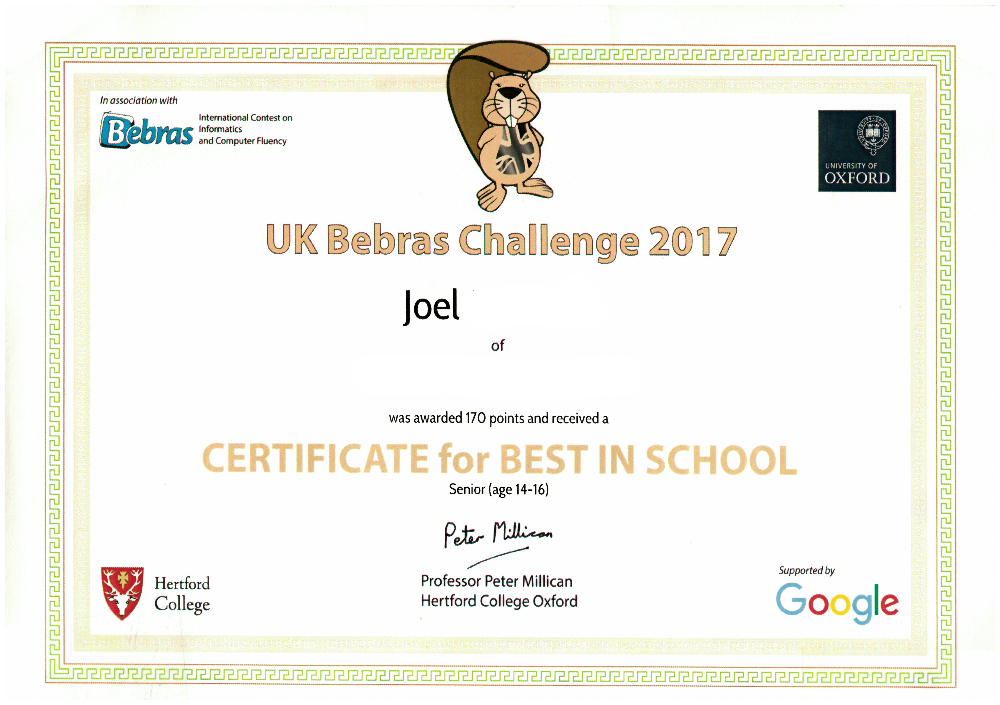 In association with
Bebras
International Contest on
Informatics
and Computer Fluency
UNIVERSITY OF
OXFORD
UK Bebras Challenge 2017
Joel
of
was awarded 170 points and received a
CERTIFICATE for BEST IN SCHOOL
Senior (age 14-16)
Peter Millican
Professor Peter Millican
Hertford College Oxford
Hertford
College
Supported by
Google